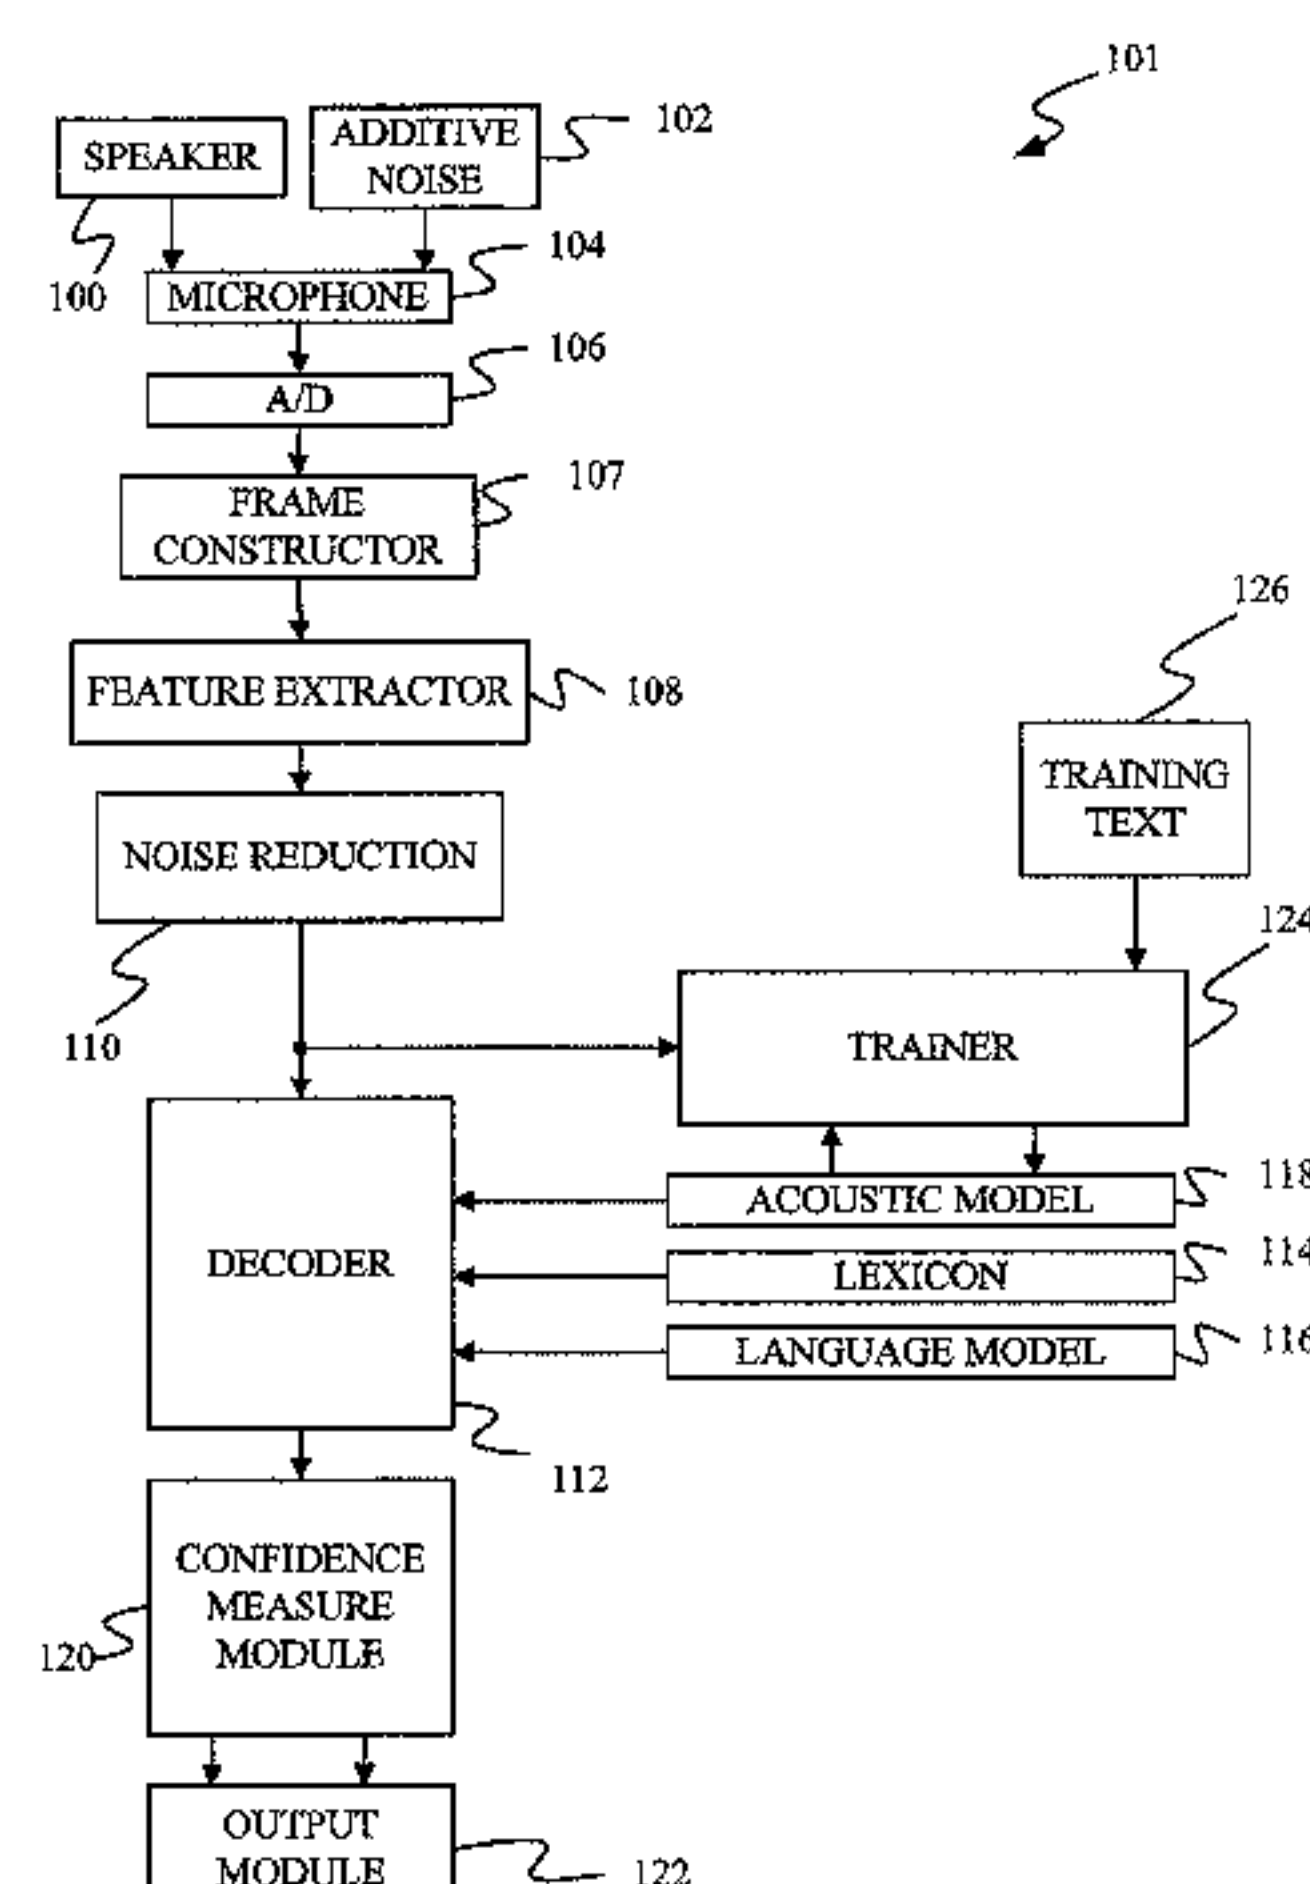 101
SPEAKER
ADDITIVE
NOISE
102
100
MICROPHONE
104
A/D
106
FRAME
CONSTRUCTOR
107
FEATURE EXTRACTOR
108
126
TRAINING
TEXT
NOISE REDUCTION
110
124
TRAINER
DECODER
112
ACOUSTIC MODEL
118
LEXICON
114
LANGUAGE MODEL
116
CONFIDENCE
MEASURE
MODULE
120
OUTPUT
MODULE
122